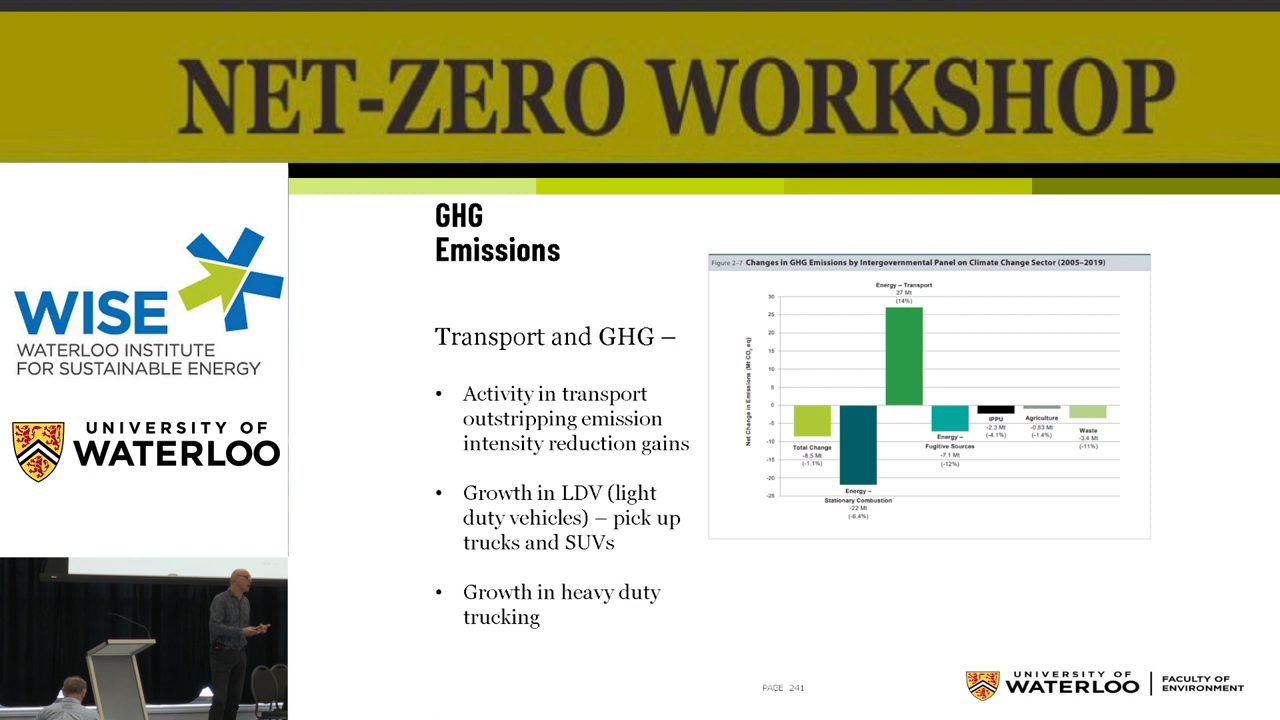 NET-ZERO WORKSHOP
WISE
WATERLOO INSTITUTE
FOR SUSTAINABLE ENERGY
UNIVERSITY OF
WATERLOO
GHG
Emissions
Transport and GHG –
• Activity in transport
outstripping emission
intensity reduction gains
• Growth in LDV (light
duty vehicles) – pick up
trucks and SUVs
• Growth in heavy duty
trucking
Figure 2-7 Changes in GHG Emissions by Intergovernmental Panel on Climate Change Sector (2005–2019)
Net Change in Emissions (Mt CO2 eq)
30
25
20
15
10
5
0
-5
-10
-15
-20
-25
Total Change
-8.5 Mt
(-1.1%)
Energy –
Stationary Combustion
-22 Mt
(-6.4%)
Energy – Transport
27 Mt
(14%)
Energy –
Fugitive Sources
-7.1 Mt
(-12%)
IPPU
-2.3 Mt
(-4.1%)
Agriculture
-0.83 Mt
(-1.4%)
Waste
-3.4 Mt
(-11%)
PAGE 241
UNIVERSITY OF
WATERLOO
FACULTY OF
ENVIRONMENT